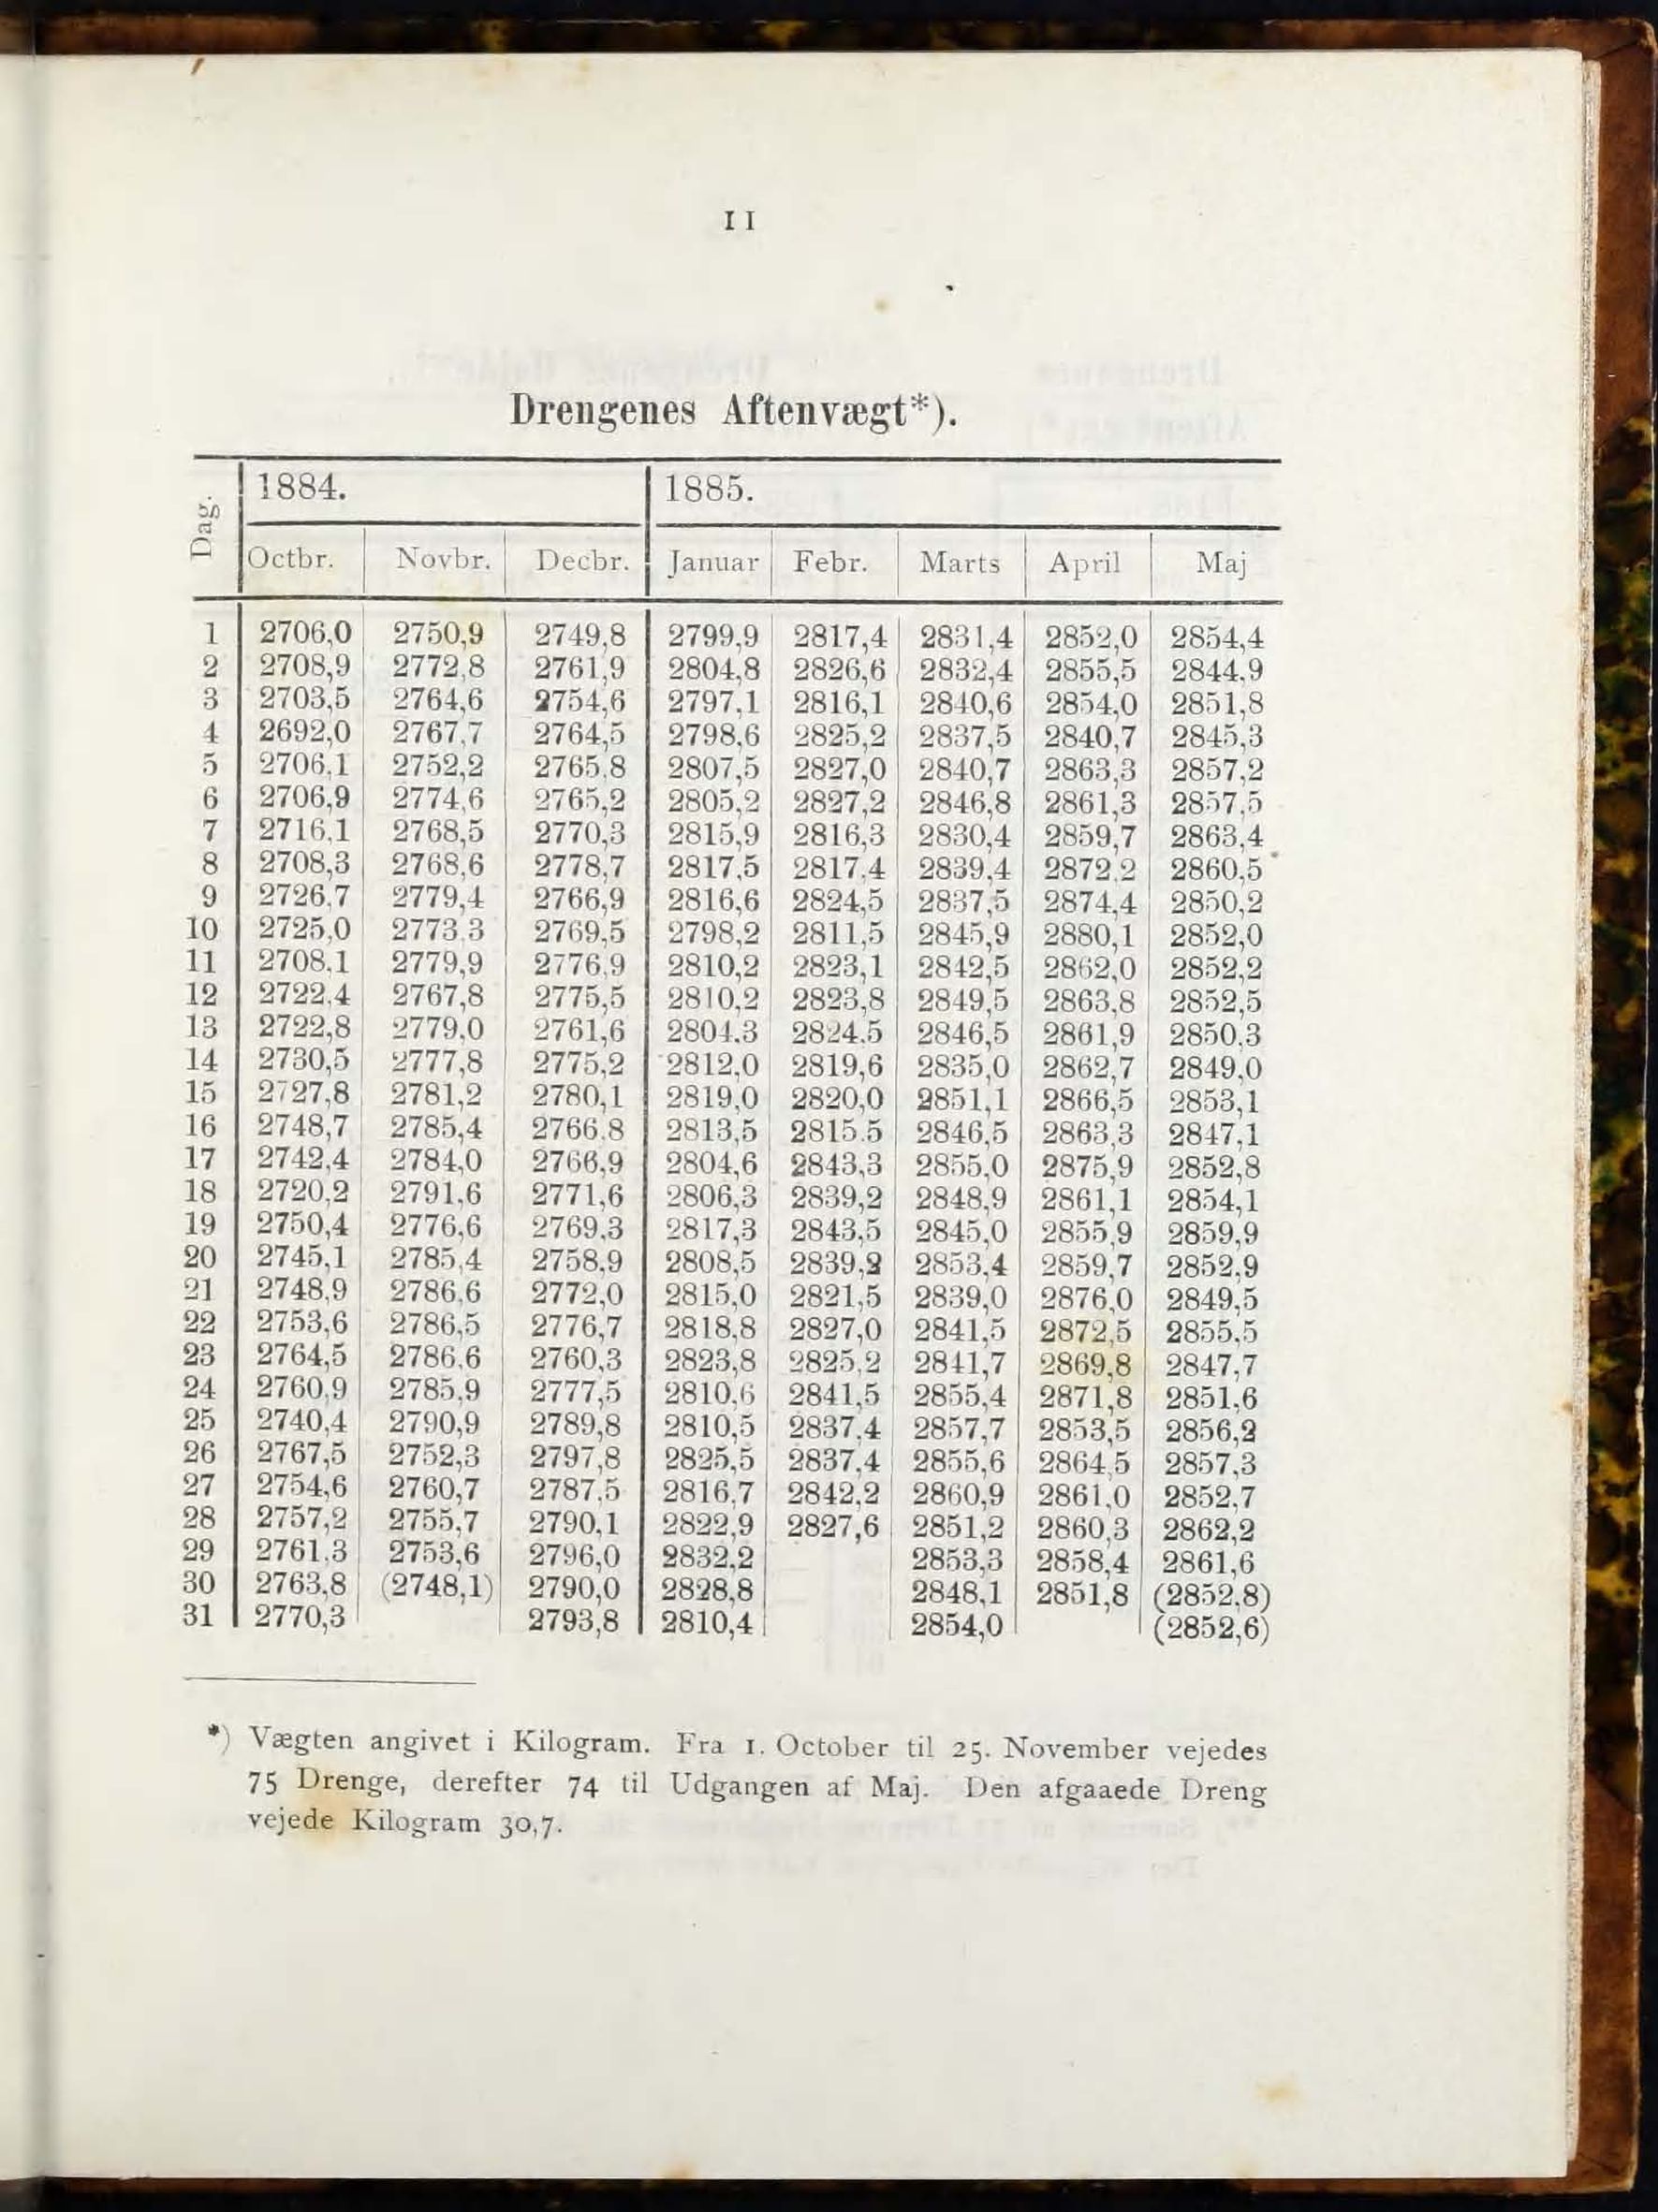 11
Drengenes Aftenvægt*).
Dag. 1884. 1885.
Octbr. Novbr. Decbr. Januar Febr. Marts April Maj
1 2706,0 2750,9 2749,8 2799,9 2817,4 2831,4 2852,0 2854,4
2 2708,9 2772,8 2761,9 2804,8 2826,6 2832,4 2855,5 2844,9
3 2703,5 2764,6 2754,6 2797,1 2816,1 2840,6 2854,0 2851,8
4 2692,0 2767,7 2764,5 2798,6 2825,2 2837,5 2840,7 2845,3
5 2706,1 2752,2 2765,8 2807,5 2827,0 2840,7 2863,3 2857,2
6 2706,9 2774,6 2765,2 2805,2 2827,2 2846,8 2861,3 2857,5
7 2716,1 2768,5 2770,3 2815,9 2816,3 2830,4 2859,7 2863,4
8 2708,3 2768,6 2778,7 2817,5 2817,4 2839,4 2872,2 2860,5
9 2726,7 2779,4 2766,9 2816,6 2824,5 2837,5 2874,4 2850,2
10 2725,0 2773,3 2769,5 2798,2 2811,5 2845,9 2880,1 2852,0
11 2708,1 2779,9 2776,9 2810,2 2823,1 2842,5 2862,0 2852,2
12 2722,4 2767,8 2775,5 2810,2 2823,8 2849,5 2863,8 2852,5
13 2722,8 2779,0 2761,6 2804,3 2824,5 2846,5 2861,9 2850,3
14 2730,5 2777,8 2775,2 2812,0 2819,6 2835,0 2862,7 2849,0
15 2727,8 2781,2 2780,1 2819,0 2820,0 2851,1 2866,5 2853,1
16 2748,7 2785,4 2766,8 2813,5 2815,5 2846,5 2863,3 2847,1
17 2742,4 2784,0 2766,9 2804,6 2843,3 2855,0 2875,9 2852,8
18 2720,2 2791,6 2771,6 2806,3 2839,2 2848,9 2861,1 2854,1
19 2750,4 2776,6 2769,3 2817,3 2843,5 2845,0 2855,9 2859,9
20 2745,1 2785,4 2758,9 2808,5 2839,2 2853,4 2859,7 2852,9
21 2748,9 2786,6 2772,0 2815,0 2821,5 2839,0 2876,0 2849,5
22 2753,6 2786,5 2776,7 2818,8 2827,0 2841,5 2872,5 2855,5
23 2764,5 2786,6 2760,3 2823,8 2825,2 2841,7 2869,8 2847,7
24 2760,9 2785,9 2777,5 2810,6 2841,5 2855,4 2871,8 2851,6
25 2740,4 2790,9 2789,8 2810,5 2837,4 2857,7 2853,5 2856,2
26 2767,5 2752,3 2797,8 2825,5 2837,4 2855,6 2864,5 2857,3
27 2754,6 2760,7 2787,5 2816,7 2842,2 2860,9 2861,0 2852,7
28 2757,2 2755,7 2790,1 2822,9 2827,6 2851,2 2860,3 2862,2
29 2761,3 2753,6 2796,0 2832,2 2853,3 2858,4 2861,6
30 2763,8 (2748,1) 2790,0 2828,8 2848,1 2851,8 (2852,8)
31 2770,3 2793,8 2810,4 2854,0 (2852,6)
*) Vægten angivet i Kilogram. Fra 1. October til 25. November vejedes
75 Drenge, derefter 74 til Udgangen af Maj. Den afgaaede Dreng
vejede Kilogram 30,7.